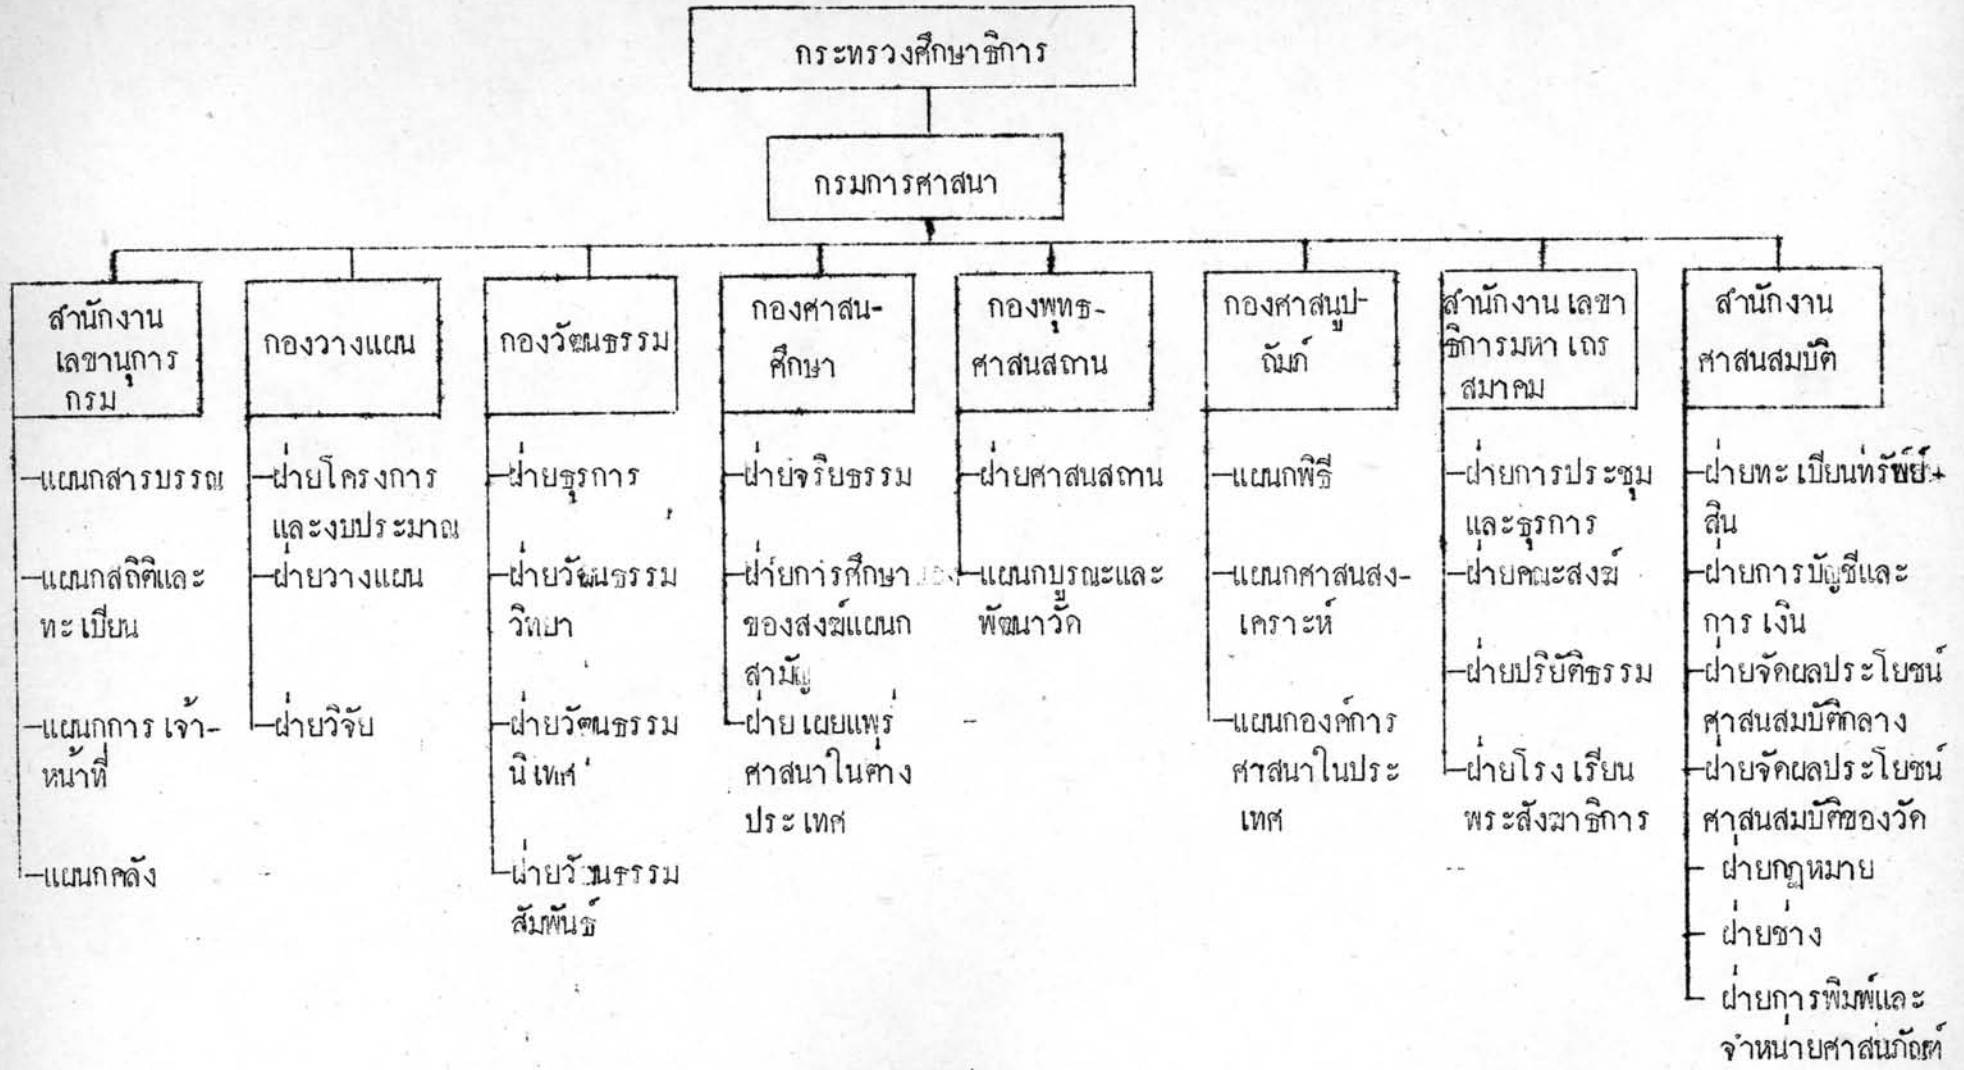 กระทรวงศึกษาธิการ
กรมการศาสนา
สำนักงาน
เลขานุการ
กรม
แผนกสารบรรณ
แผนกสถิติและ
ทะเบียน
แผนกการเจ้า-
หน้าที่
แผนกคลัง
กองวางแผน
ฝ่ายโครงการ
และงบประมาณ
ฝ่ายวางแผน
ฝ่ายวิจัย
กองวัฒนธรรม
ฝ่ายธุรการ
ฝ่ายวัฒนธรรม
วิทยา
ฝ่ายวัฒนธรรม
นิเทศ
ฝ่ายวัฒนธรรม
สัมพันธ์
กองศาสน-
ศึกษา
ฝ่ายจริยธรรม
ฝ่ายการศึกษา
ของสงฆ์แผนก
สามัญ
ฝ่ายเผยแพร่
ศาสนาในต่าง
ประเทศ
กองพุทธ-
ศาสนสถาน
ฝ่ายศาสนสถาน
แผนกบูรณะและ
พัฒนาวัด
กองศาสนูป-
ถัมภ์
แผนกพิธี
แผนกศาสนสง-
เคราะห์
แผนกองค์การ
ศาสนาในประ
เทศ
สำนักงานเลขา
ธิการมหาเถร
สมาคม
ฝ่ายการประชุม
และธุรการ
ฝ่ายคณะสงฆ์
ฝ่ายปริยัติธรรม
ฝ่ายโรงเรียน
พระสังฆาธิการ
สำนักงาน
ศาสนสมบัติ
ฝ่ายทะเบียนทรัพย์-
สิน
ฝ่ายการบัญชีและ
การเงิน
ฝ่ายจัดผลประโยชน์
ศาสนสมบัติกลาง
ฝ่ายจัดผลประโยชน์
ศาสนสมบัติของวัด
ฝ่ายกฎหมาย
ฝ่ายช่าง
ฝ่ายการพิมพ์และ
จำหน่ายศาสนภัณฑ์